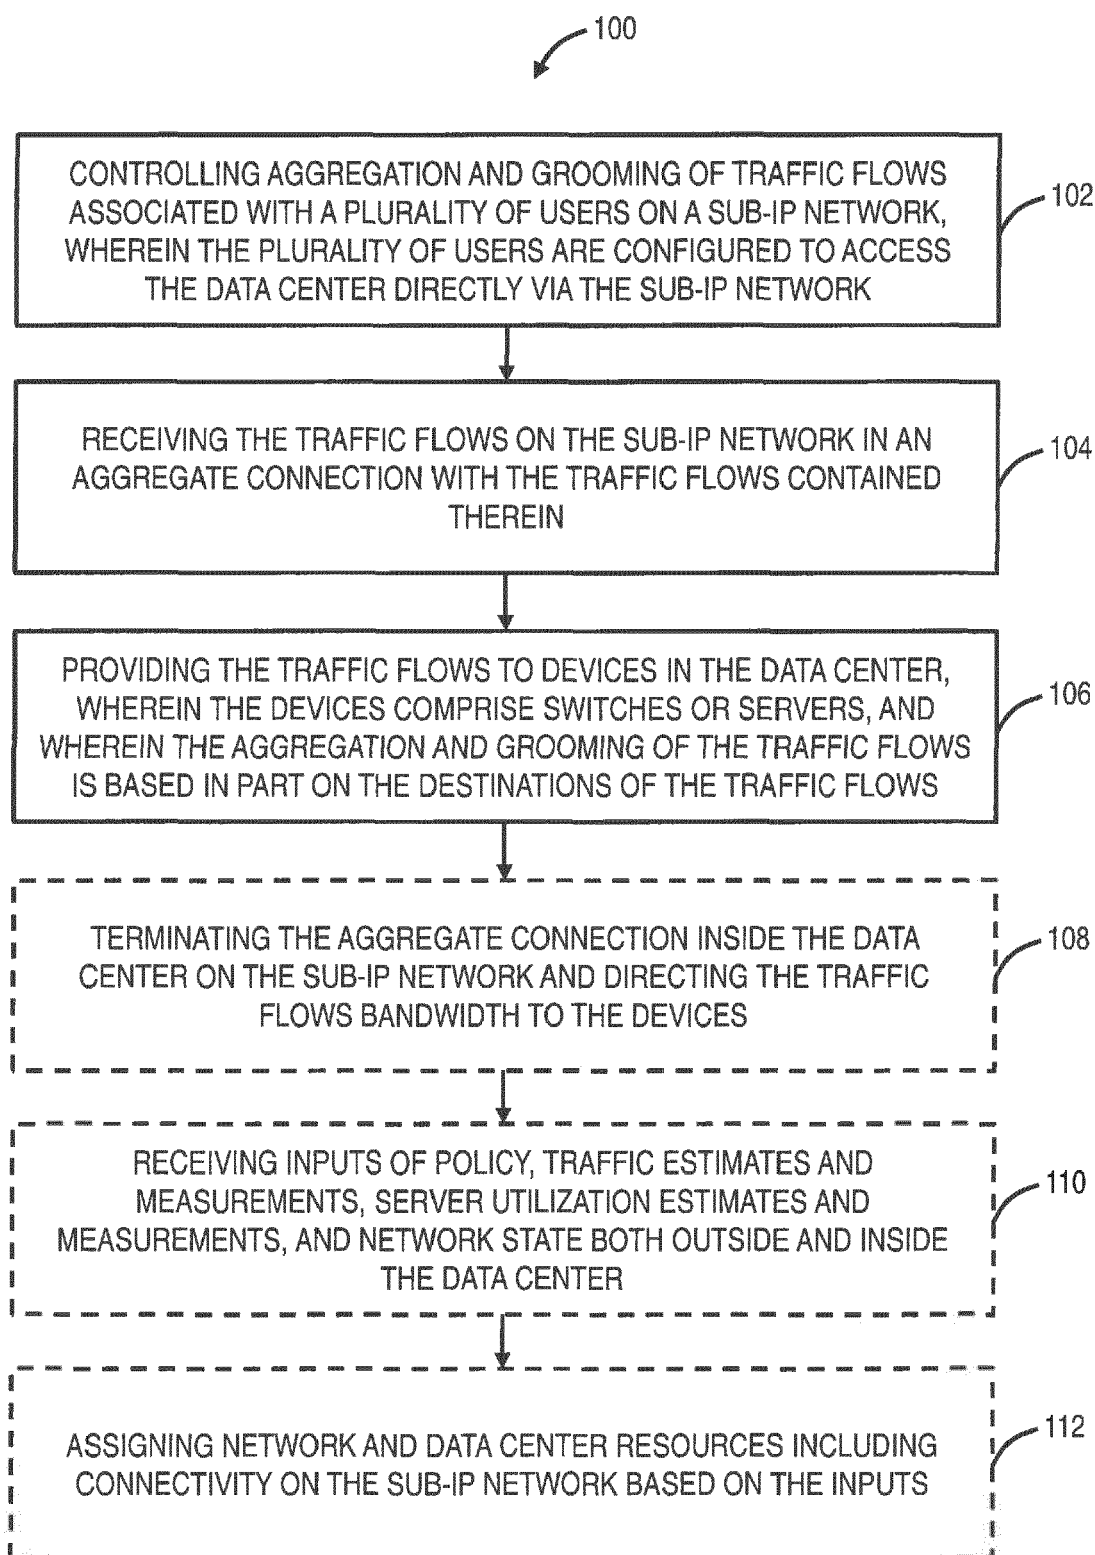 100
CONTROLLING AGGREGATION AND GROOMING OF TRAFFIC FLOWS
ASSOCIATED WITH A PLURALITY OF USERS ON A SUB-IP NETWORK,
WHEREIN THE PLURALITY OF USERS ARE CONFIGURED TO ACCESS
THE DATA CENTER DIRECTLY VIA THE SUB-IP NETWORK
102
RECEIVING THE TRAFFIC FLOWS ON THE SUB-IP NETWORK IN AN
AGGREGATE CONNECTION WITH THE TRAFFIC FLOWS CONTAINED
THEREIN
104
PROVIDING THE TRAFFIC FLOWS TO DEVICES IN THE DATA CENTER,
WHEREIN THE DEVICES COMPRISE SWITCHES OR SERVERS, AND
WHEREIN THE AGGREGATION AND GROOMING OF THE TRAFFIC FLOWS
IS BASED IN PART ON THE DESTINATIONS OF THE TRAFFIC FLOWS
106
TERMINATING THE AGGREGATE CONNECTION INSIDE THE DATA
CENTER ON THE SUB-IP NETWORK AND DIRECTING THE TRAFFIC
FLOWS BANDWIDTH TO THE DEVICES
108
RECEIVING INPUTS OF POLICY, TRAFFIC ESTIMATES AND
MEASUREMENTS, SERVER UTILIZATION ESTIMATES AND
MEASUREMENTS, AND NETWORK STATE BOTH OUTSIDE AND INSIDE
THE DATA CENTER
110
ASSIGNING NETWORK AND DATA CENTER RESOURCES INCLUDING
CONNECTIVITY ON THE SUB-IP NETWORK BASED ON THE INPUTS
112